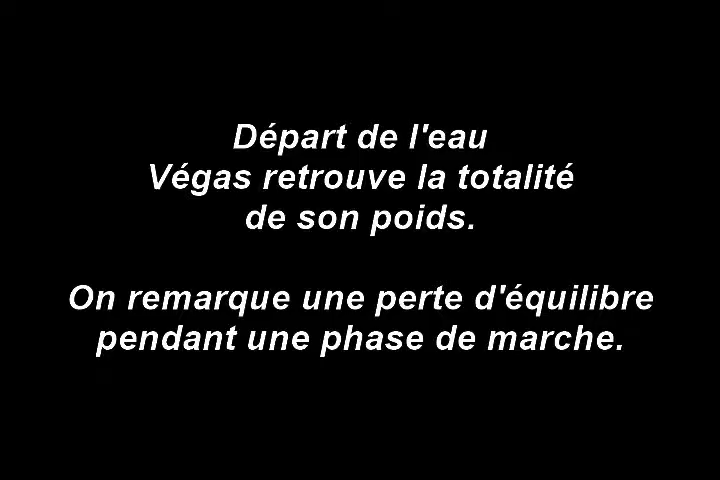 Départ de l'eau
Végas retrouve la totalité
de son poids.
On remarque une perte d'équilibre
pendant une phase de marche.